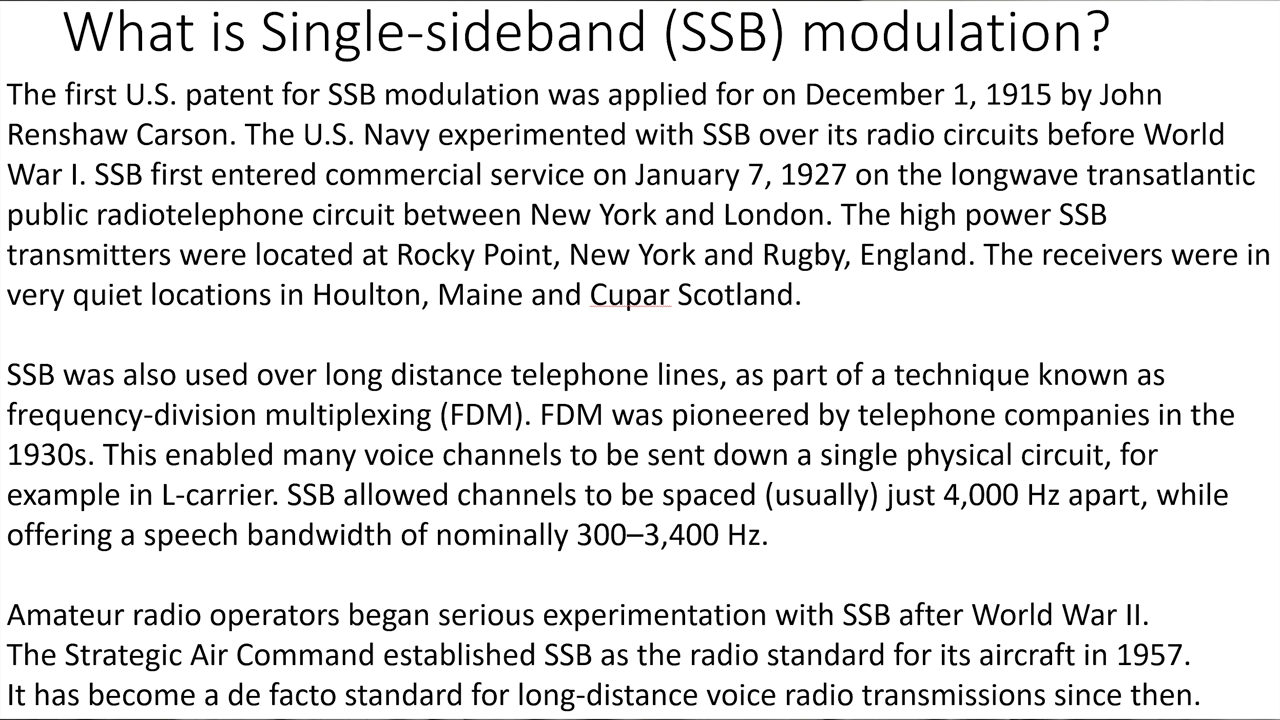 What is Single-sideband (SSB) modulation?
The first U.S. patent for SSB modulation was applied for on December 1, 1915 by John
Renshaw Carson. The U.S. Navy experimented with SSB over its radio circuits before World
War I. SSB first entered commercial service on January 7, 1927 on the longwave transatlantic
public radiotelephone circuit between New York and London. The high power SSB
transmitters were located at Rocky Point, New York and Rugby, England. The receivers were in
very quiet locations in Houlton, Maine and Cupar Scotland.
SSB was also used over long distance telephone lines, as part of a technique known as
frequency-division multiplexing (FDM). FDM was pioneered by telephone companies in the
1930s. This enabled many voice channels to be sent down a single physical circuit, for
example in L-carrier. SSB allowed channels to be spaced (usually) just 4,000 Hz apart, while
offering a speech bandwidth of nominally 300–3,400 Hz.
Amateur radio operators began serious experimentation with SSB after World War II.
The Strategic Air Command established SSB as the radio standard for its aircraft in 1957.
It has become a de facto standard for long-distance voice radio transmissions since then.